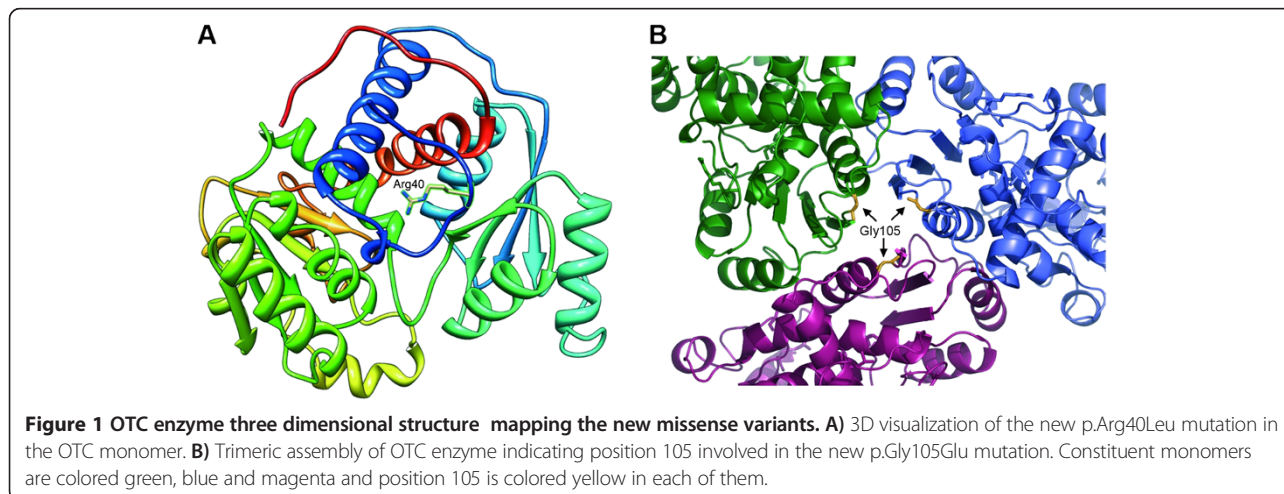 A
B
Arg40
Gly105
Figure 1 OTC enzyme three dimensional structure mapping the new missense variants. A) 3D visualization of the new p.Arg40Leu mutation in
the OTC monomer. B) Trimeric assembly of OTC enzyme indicating position 105 involved in the new p.Gly105Glu mutation. Constituent monomers
are colored green, blue and magenta and position 105 is colored yellow in each of them.